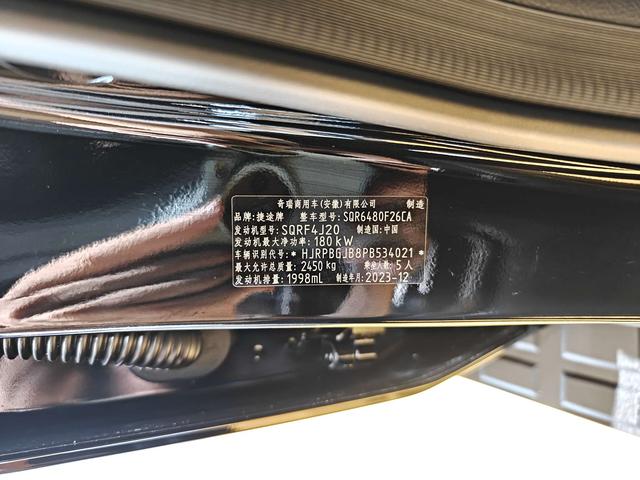 奇瑞商用车(安徽)有限公司 制造
品牌:捷途牌 整车型号:SQR6480F26CA
发动机型号:SQRF4J20 制造国:中国
发动机最大净功率:180kW
车辆识别代号:*HJRPBGJB8PB534021*
最大允许总质量:2450kg 乘坐人数:5人
发动机排量:1998mL 制造年月:2023-12